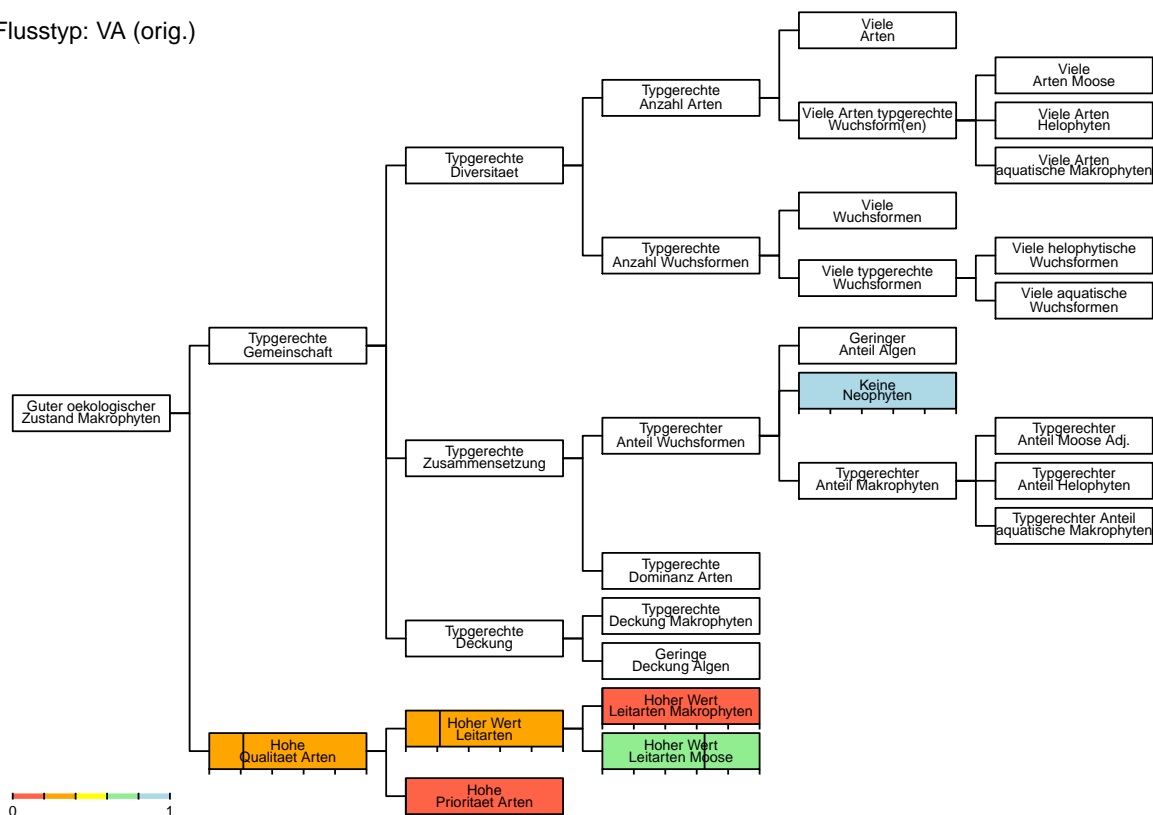 Flusstyp: VA (orig.)
Viele
Arten
Viele
Arten Moose
Typgerechte
Anzahl Arten
Viele Arten typgerechte
Wuchsform(en)
Viele Arten
Helophyten
Viele Arten
aquatische Makrophyten
Typgerechte
Diversitaet
Viele
Wuchsformen
Typgerechte
Anzahl Wuchsformen
Viele helophytische
Wuchsformen
Viele typgerechte
Wuchsformen
Viele aquatische
Wuchsformen
Typgerechte
Gemeinschaft
Geringer
Anteil Algen
Keine
Neophyten
Guter oekologischer
Zustand Makrophyten
Typgerechter
Anteil Wuchsformen
Typgerechter
Anteil Moose Adj.
Typgerechte
Zusammensetzung
Typgerechter
Anteil Makrophyten
Typgerechter
Anteil Helophyten
Typgerechter Anteil
aquatische Makrophyten
Typgerechte
Dominanz Arten
Typgerechte
Deckung Makrophyten
Typgerechte
Deckung
Geringe
Deckung Algen
Hoher Wert
Leitarten Makrophyten
Hoher Wert
Leitarten
Hohe
Qualitaet Arten
Hoher Wert
Leitarten Moose
Hohe
Prioritaet Arten
0
1